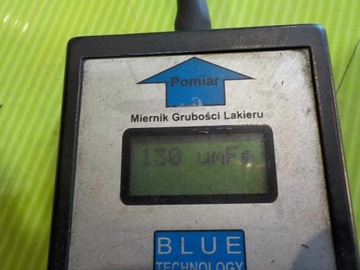 Pomiar
Miernik Grubości Lakieru
130 umFe
BLUE
TECHNOLOGY